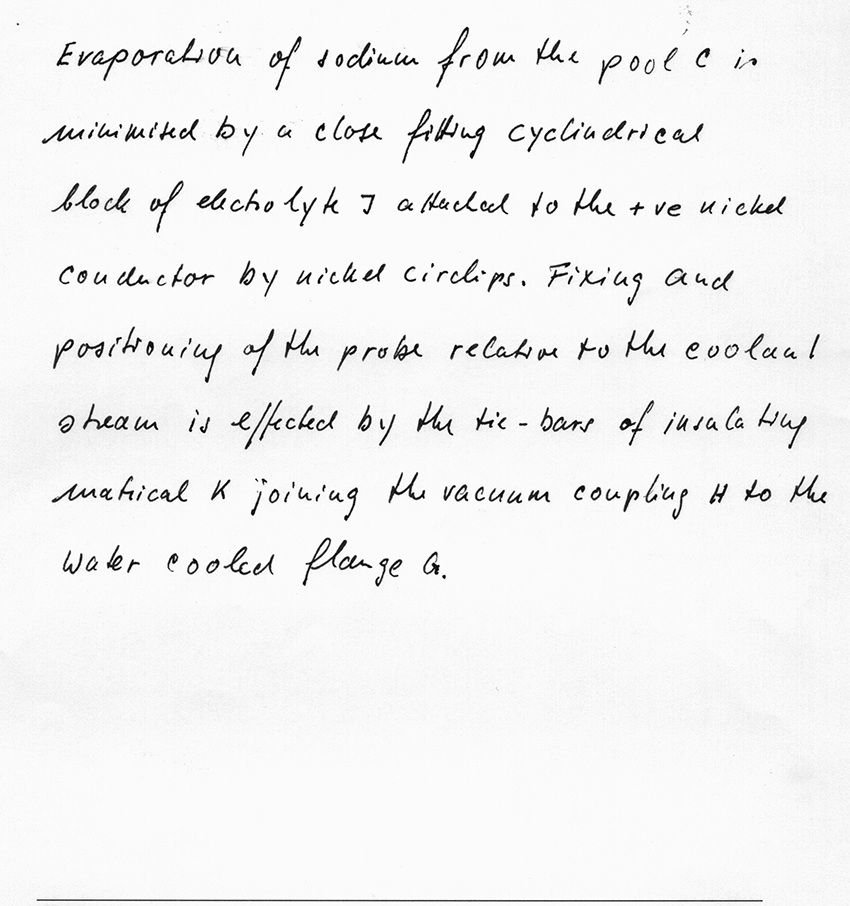 Evaporation of sodium from the pool C is
minimised by a close fitting cyclindrical
block of electrolyte J attached to the +ve nickel
conductor by nickel circlips. Fixing and
positioning of the probe relative to the coolant
stream is effected by the tie-bars of insulating
matrical K joining the vacuum coupling H to the
water cooled flange G.